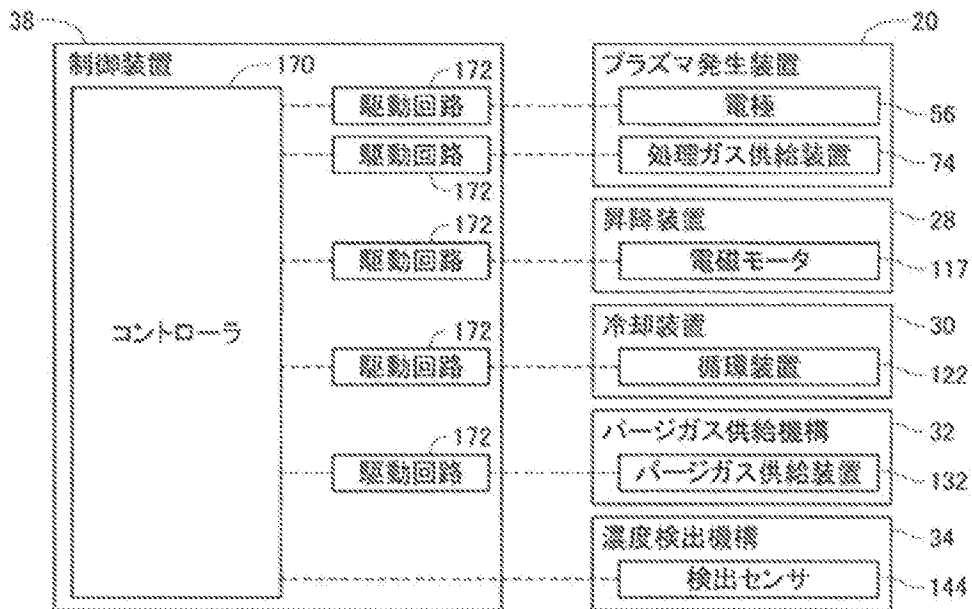 38
20
制御装置
170
172
プラズマ発生装置
駆動回路
電極
56
駆動回路
処理ガス供給装置
74
172
172
昇降装置
28
駆動回路
電磁モータ
117
コントローラ
172
冷却装置
30
駆動回路
循環装置
122
172
パージガス供給機構
32
駆動回路
パージガス供給装置
132
濃度検出機構
34
検出センサ
144